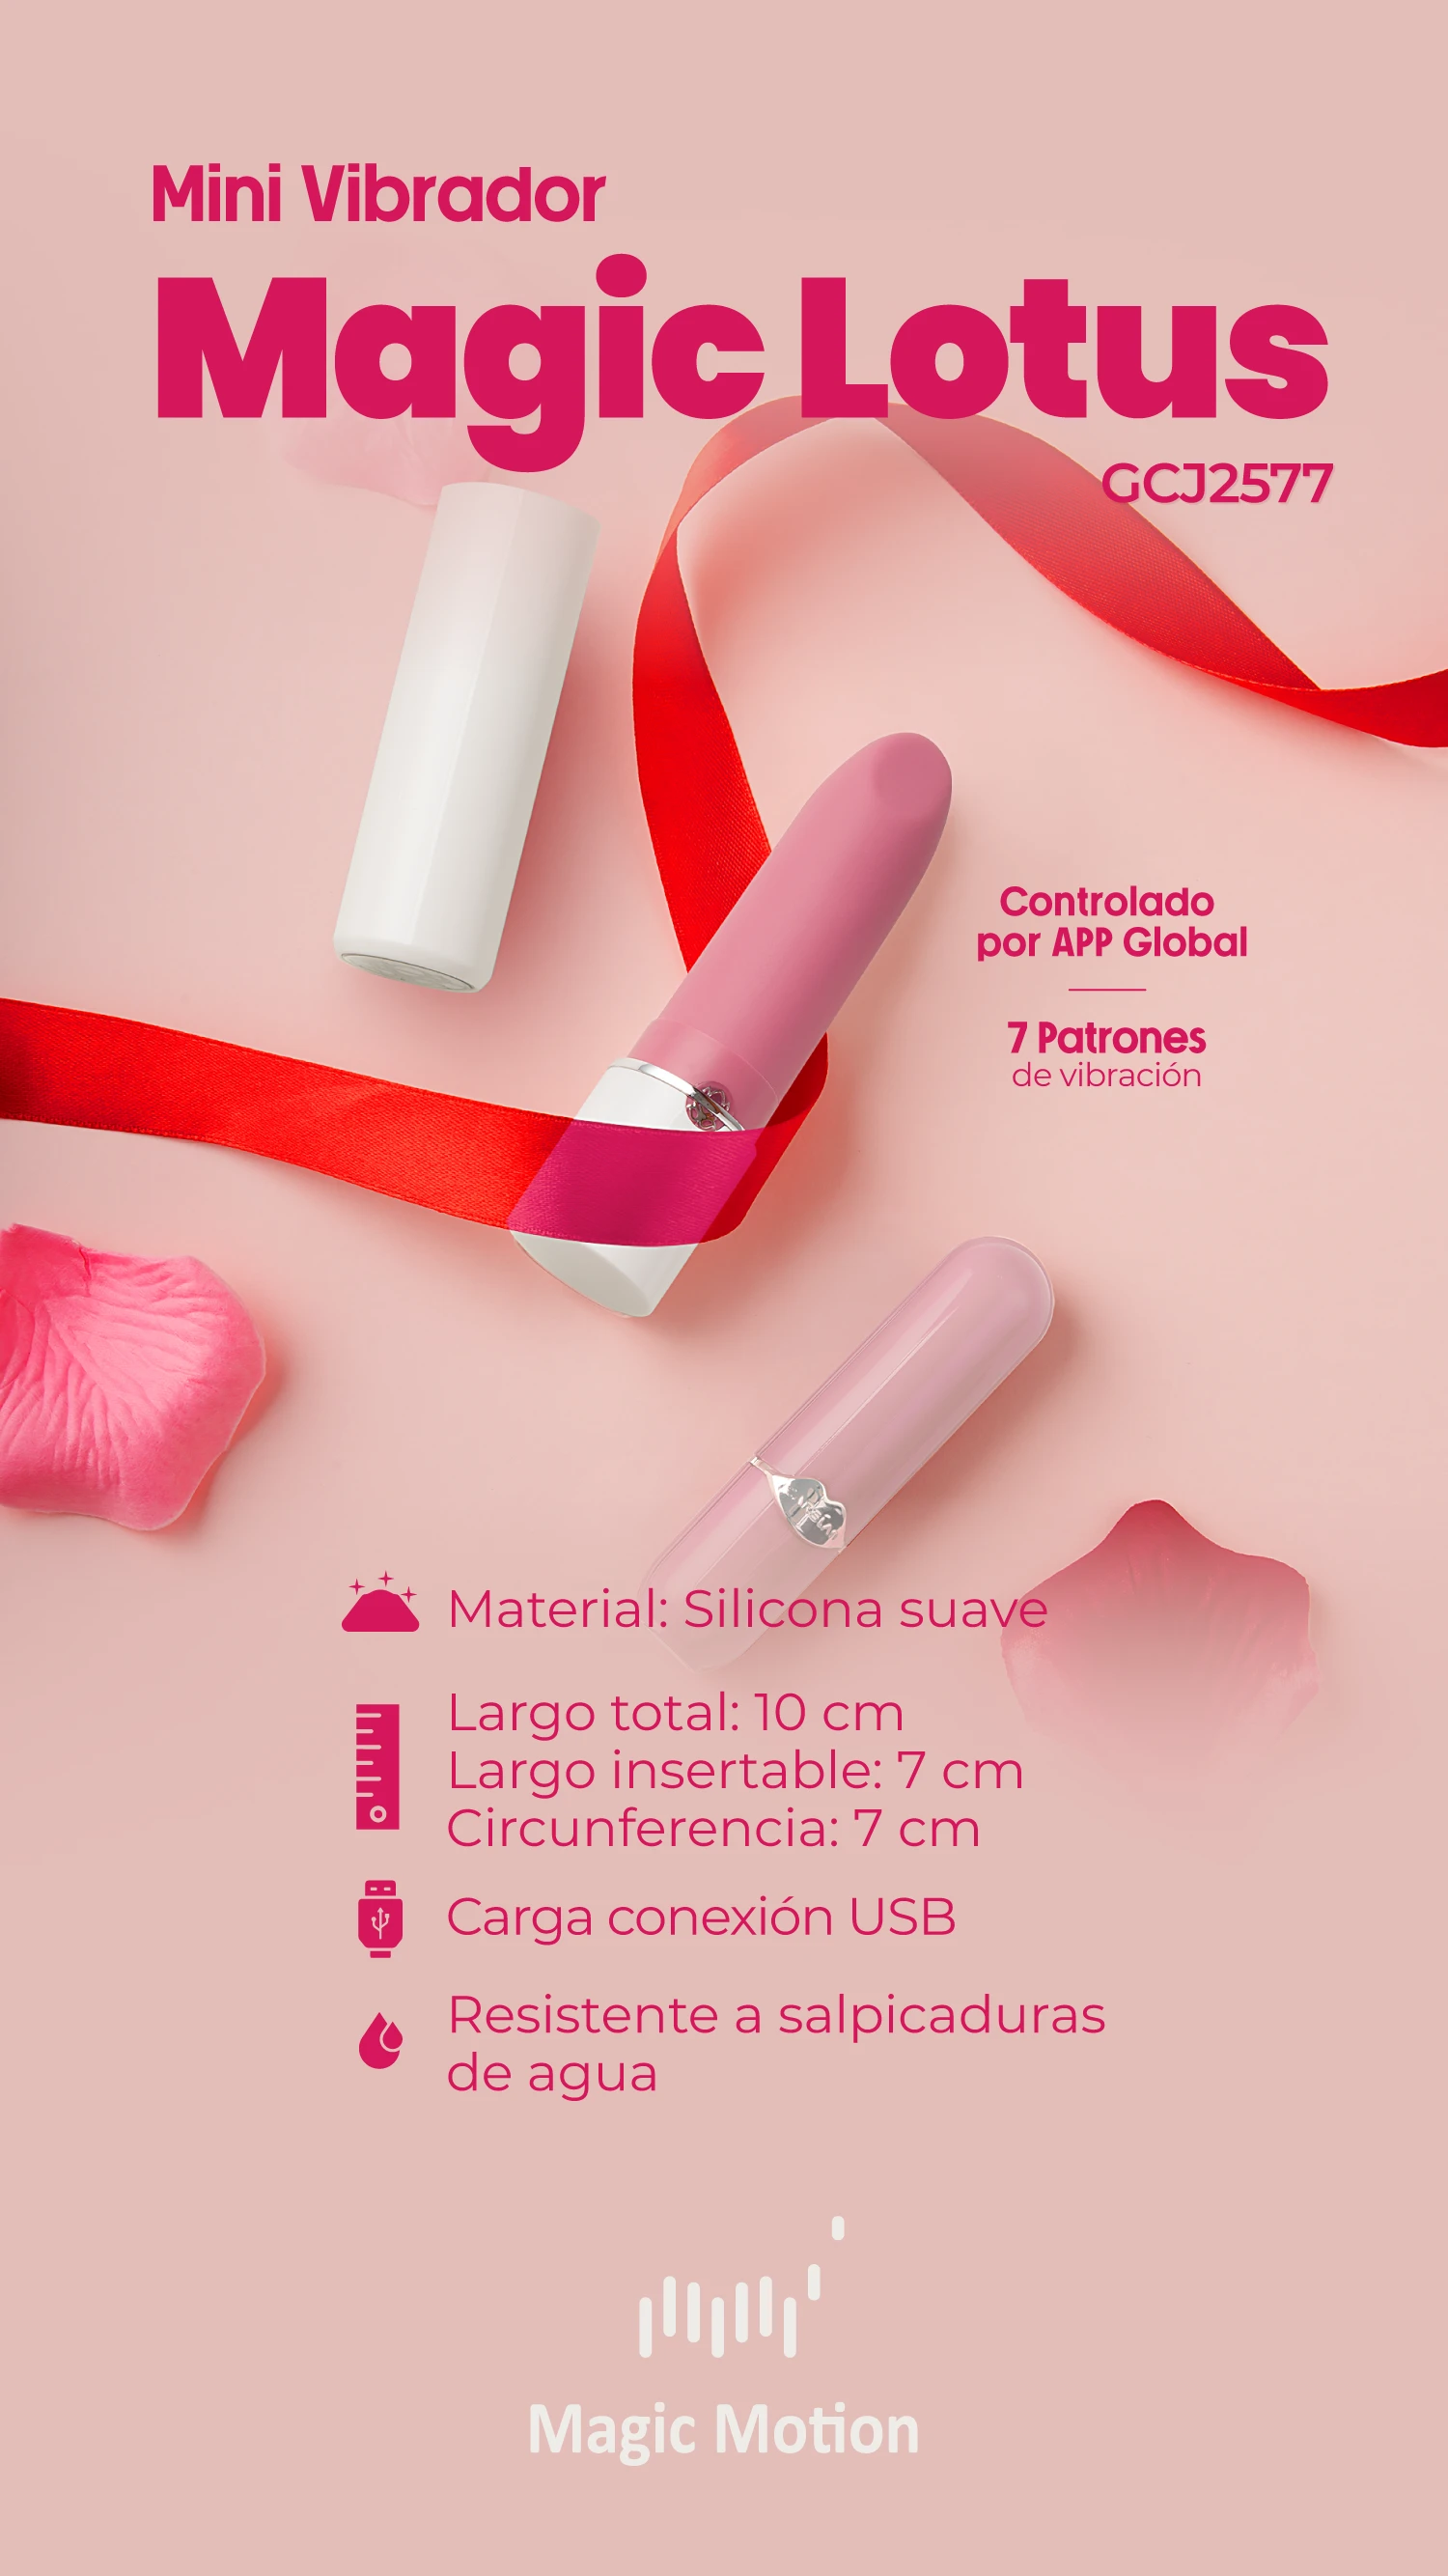 Mini Vibrador
Magic Lotus
GCJ2577
Controlado
por APP Global
7 Patrones
de vibración
Material: Silicona suave
Largo total: 10 cm
Largo insertable: 7 cm
Circunferencia: 7 cm
Carga conexión USB
Resistente a salpicaduras
de agua
Magic Motion